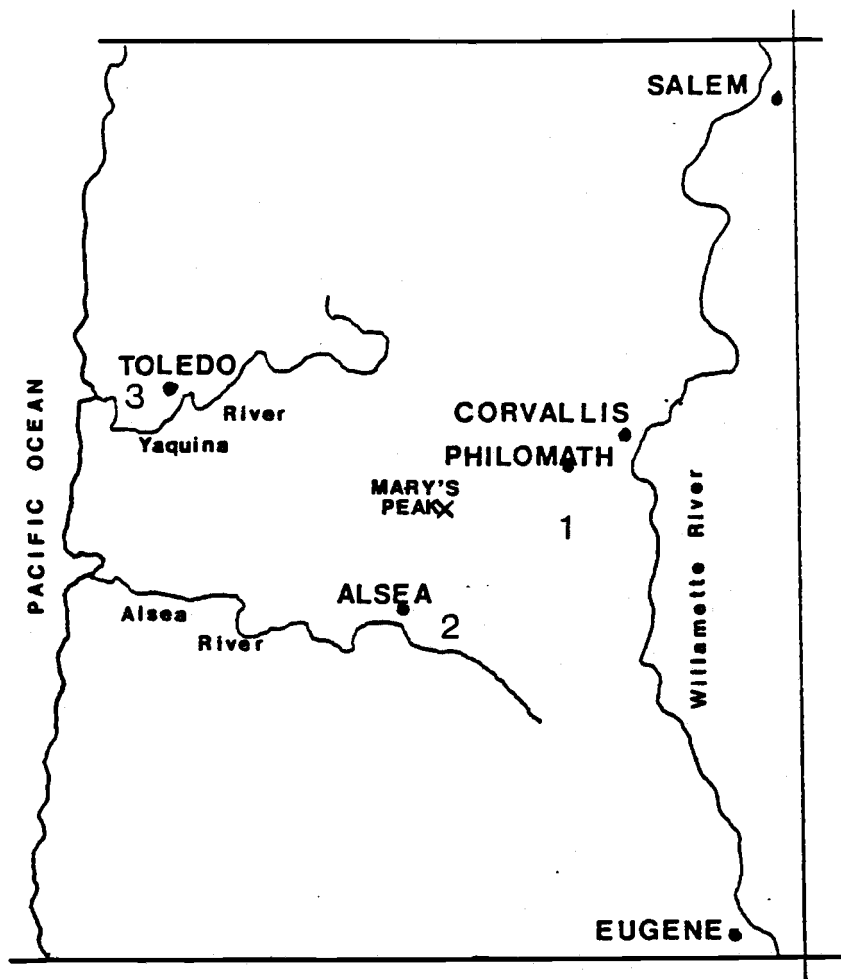 SALEM
TOLEDO
3
River
Yaquina
CORVALLIS
PHILOMATH
MARY'S
PEAK
1
PACIFIC OCEAN
ALSEA
Alsea
2
River
Willamette River
EUGENE